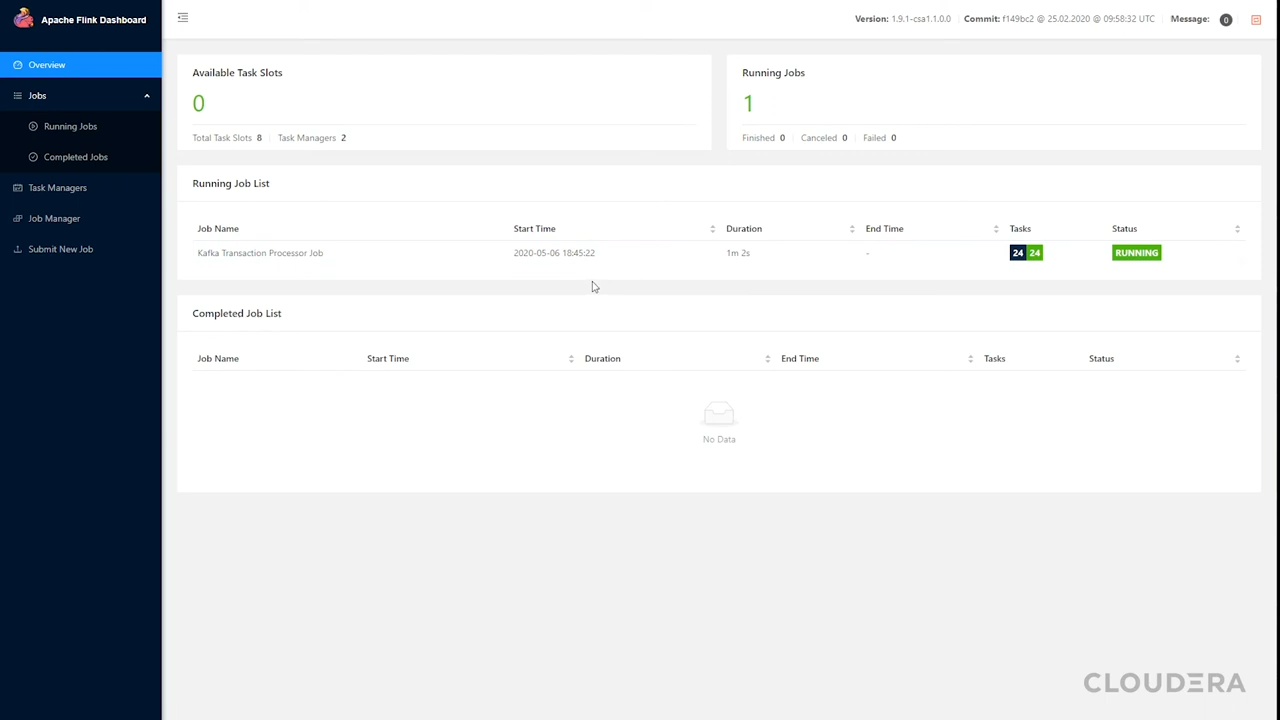 Apache Flink Dashboard
Version: 1.9.1-csa1.1.0.0 Commit: f149bc2 @ 25.02.2020 @ 09:58:32 UTC Message: 0
Overview
Jobs
Running Jobs
Completed Jobs
Task Managers
Job Manager
Submit New Job
Available Task Slots
0
Total Task Slots 8 Task Managers 2
Running Jobs
1
Finished 0 Canceled 0 Failed 0
Running Job List
Job Name Start Time Duration End Time Tasks Status
Kafka Transaction Processor Job 2020-05-06 18:45:22 1m 2s - 24 24 RUNNING
Completed Job List
Job Name Start Time Duration End Time Tasks Status
No Data
CLOUDERA